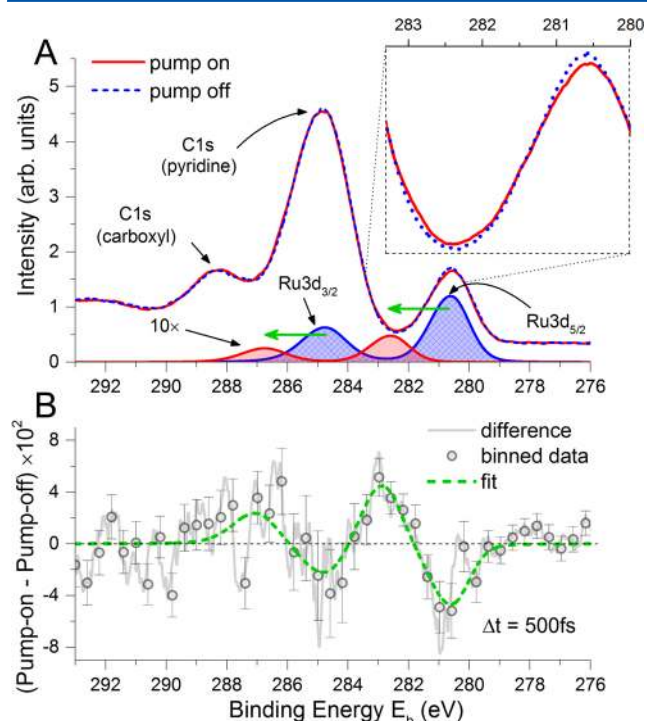 283 282 281 280
A
pump on
pump off
5
4
3
2
1
0
Intensity (arb. units)
C1s
(pyridine)
C1s
(carboxyl)
Ru3d3/2
10×
Ru3d5/2
293 292 290 288 286 284 282 280 278 276
B
difference
binned data
fit
8
4
0
-4
-8
(Pump-on - Pump-off) ×10²
Δt = 500fs
293 292 290 288 286 284 282 280 278 276
Binding Energy Eb (eV)